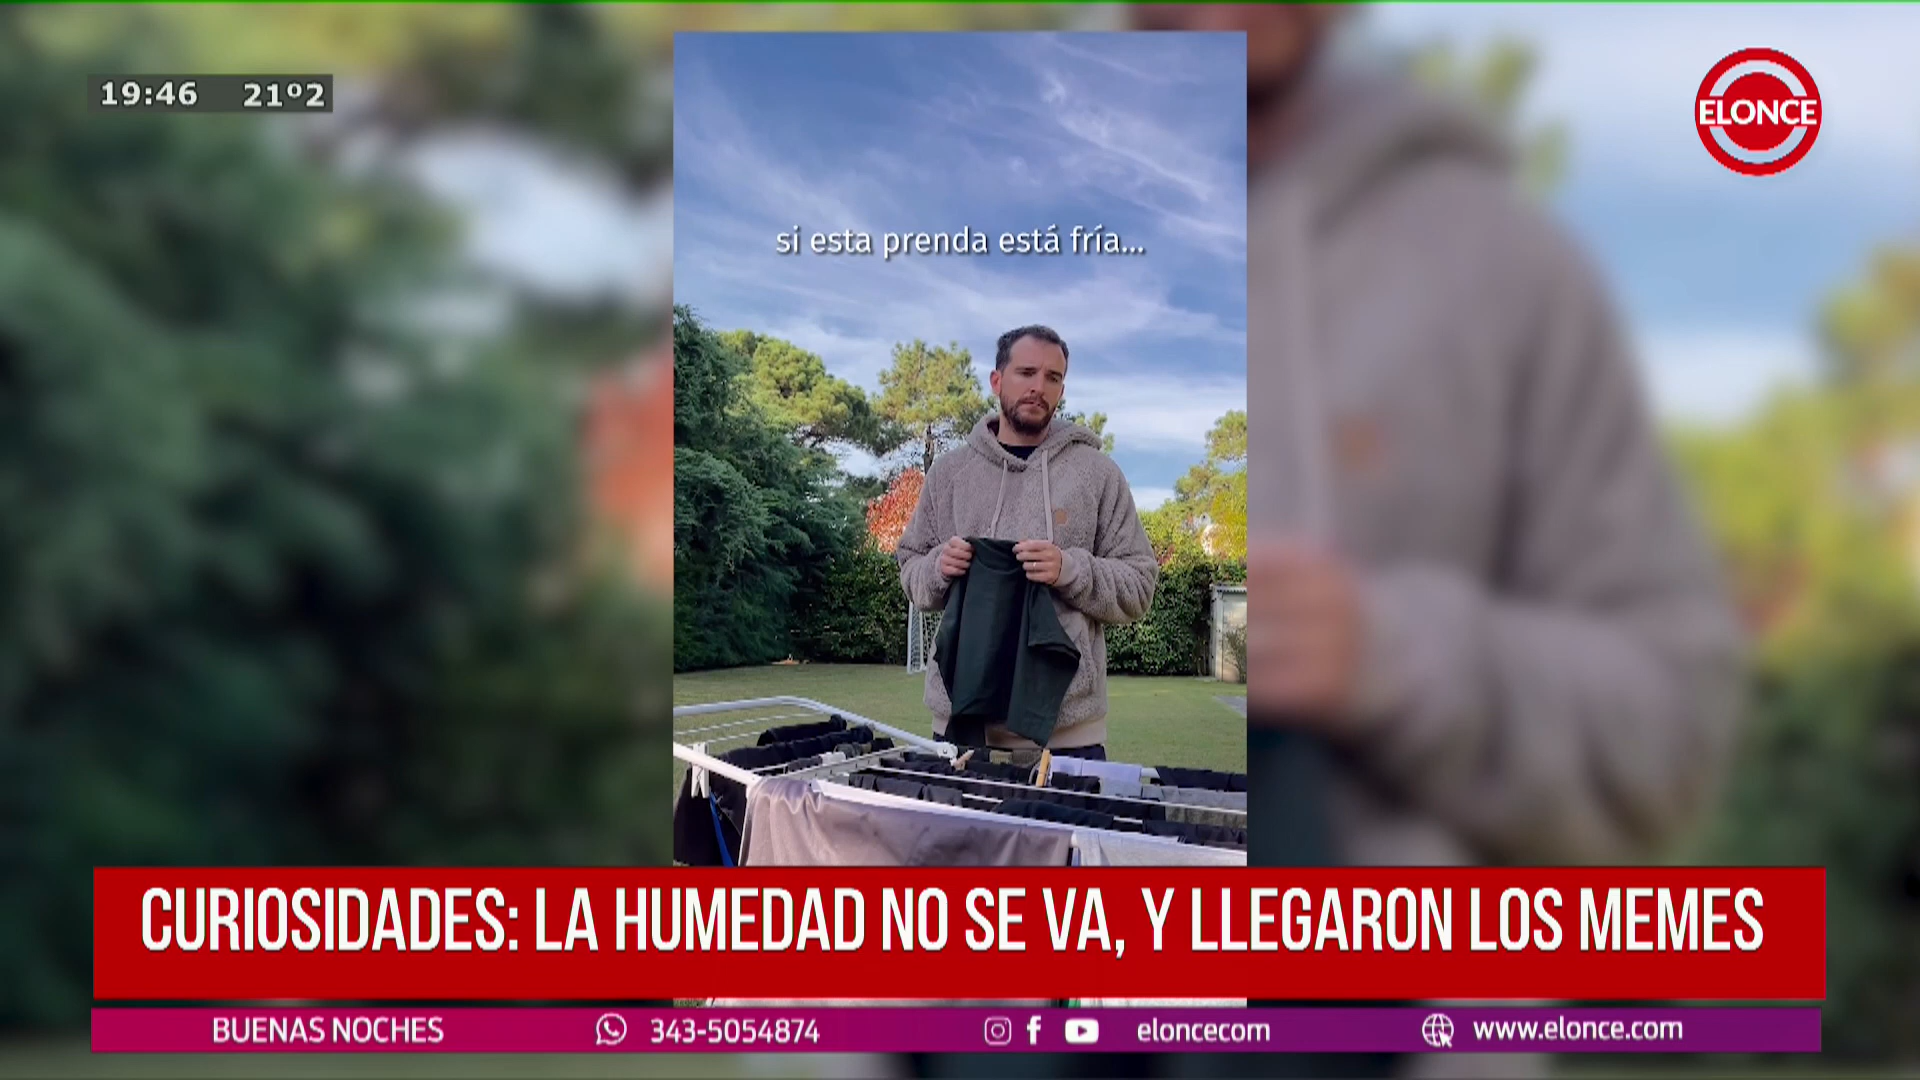 19:46 21º2
ELONCE
si esta prenda está fría...
CURIOSIDADES: LA HUMEDAD NO SE VA, Y LLEGARON LOS MEMES
BUENAS NOCHES 343-5054874 eloncecom www.elonce.com